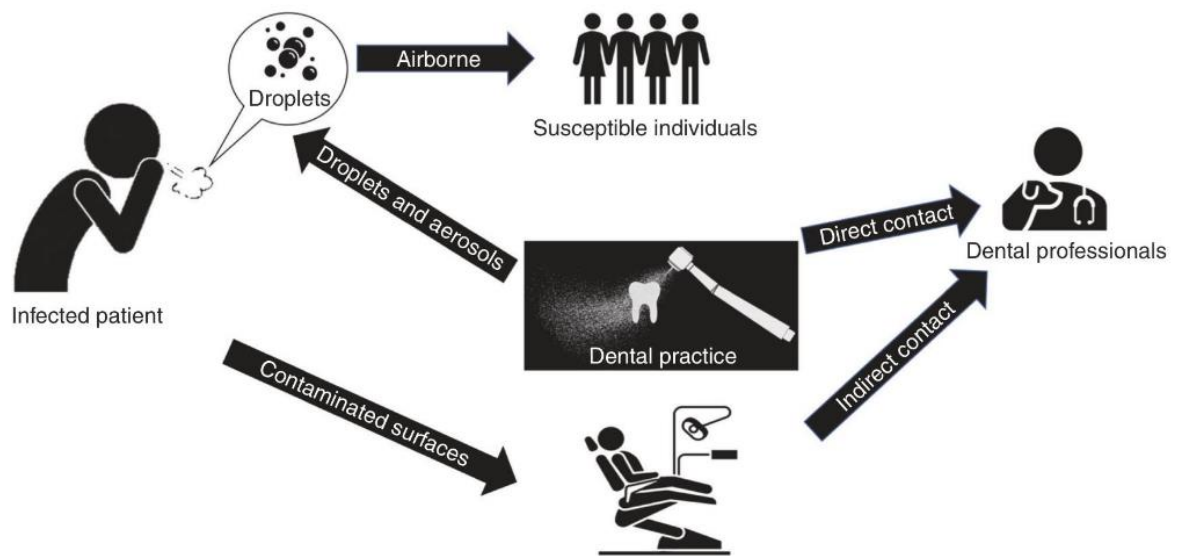 Droplets
Airborne
Susceptible individuals
Infected patient
Droplets and aerosols
Dental practice
Direct contact
Dental professionals
Contaminated surfaces
Indirect contact